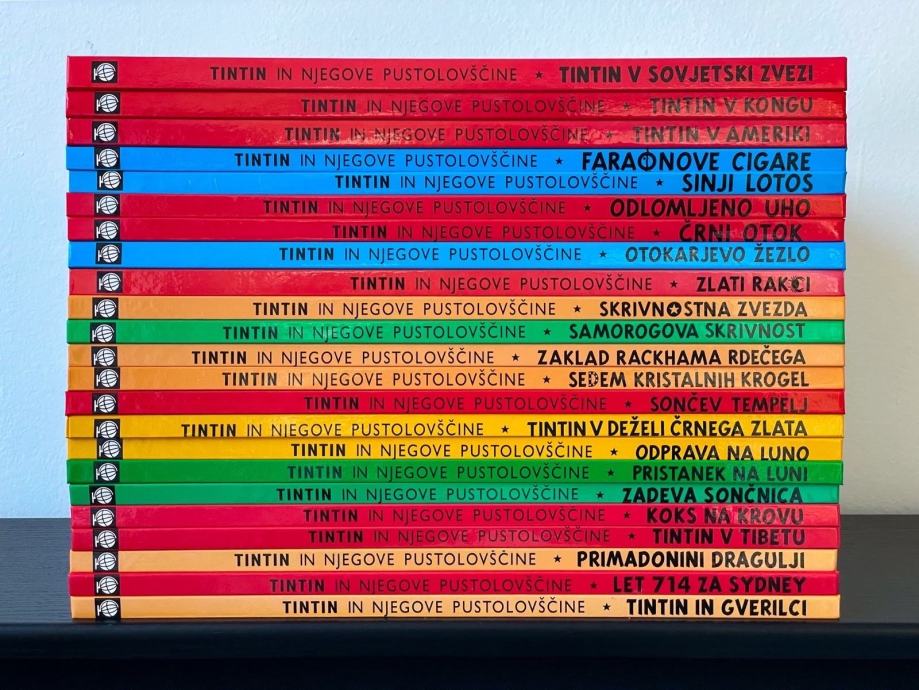 TINTIN IN NJEGOVE PUSTOLOVŠČINE ★ TINTIN V SOVJETSKI ZVEZI
TINTIN IN NJEGOVE PUSTOLOVŠČINE ★ TINTIN V KONGU
TINTIN IN NJEGOVE PUSTOLOVŠČINE ★ TINTIN V AMERIKI
TINTIN IN NJEGOVE PUSTOLOVŠČINE ★ FARAONOVE CIGARE
TINTIN IN NJEGOVE PUSTOLOVŠČINE ★ SINJI LOTOS
TINTIN IN NJEGOVE PUSTOLOVŠČINE ★ ODLOMLJENO UHO
TINTIN IN NJEGOVE PUSTOLOVŠČINE ★ ČRNI OTOK
TINTIN IN NJEGOVE PUSTOLOVŠČINE ★ OTOKARJEVO ŽEZLO
TINTIN IN NJEGOVE PUSTOLOVŠČINE ★ ZLATI RAKCI
TINTIN IN NJEGOVE PUSTOLOVŠČINE ★ SKRIVNOSTNA ZVEZDA
TINTIN IN NJEGOVE PUSTOLOVŠČINE ★ SAMOROGOVA SKRIVNOST
TINTIN IN NJEGOVE PUSTOLOVŠČINE ★ ZAKLAD RACKHAMA RDEČEGA
TINTIN IN NJEGOVE PUSTOLOVŠČINE ★ SEDEM KRISTALNIH KROGEL
TINTIN IN NJEGOVE PUSTOLOVŠČINE ★ SONČEV TEMPELJ
TINTIN IN NJEGOVE PUSTOLOVŠČINE ★ TINTIN V DEŽELI ČRNEGA ZLATA
TINTIN IN NJEGOVE PUSTOLOVŠČINE ★ ODPRAVA NA LUNO
TINTIN IN NJEGOVE PUSTOLOVŠČINE ★ PRISTANEK NA LUNI
TINTIN IN NJEGOVE PUSTOLOVŠČINE ★ ZADEVA SONČNICA
TINTIN IN NJEGOVE PUSTOLOVŠČINE ★ KOKS NA KROVU
TINTIN IN NJEGOVE PUSTOLOVŠČINE ★ TINTIN V TIBETU
TINTIN IN NJEGOVE PUSTOLOVŠČINE ★ PRIMADONINI DRAGULJI
TINTIN IN NJEGOVE PUSTOLOVŠČINE ★ LET 714 ZA SYDNEY
TINTIN IN NJEGOVE PUSTOLOVŠČINE ★ TINTIN IN GVERILCI